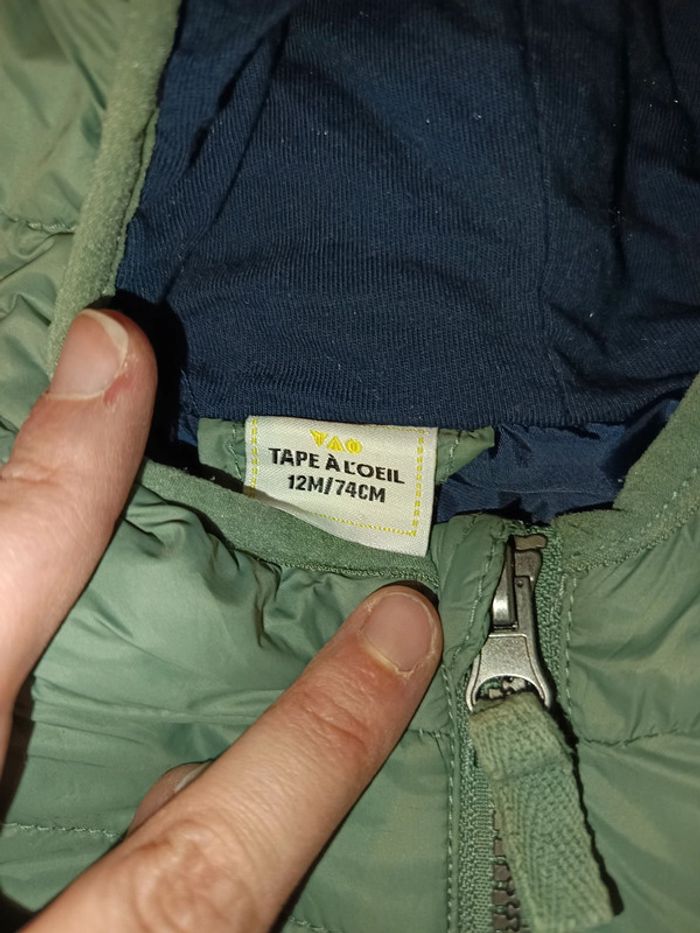 TAO
TAPE À L'OEIL
12M/74CM